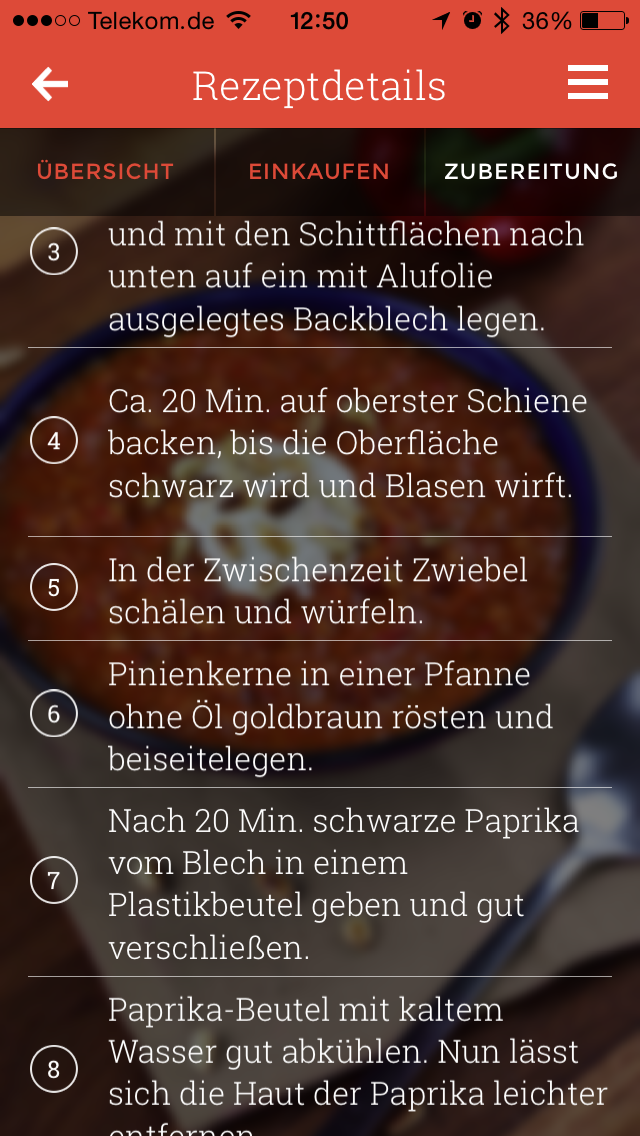 Telekom.de 12:50 36%
Rezeptdetails
ÜBERSICHT EINKAUFEN ZUBEREITUNG
3 und mit den Schittflächen nach
unten auf ein mit Alufolie
ausgelegtes Backblech legen.
Ca. 20 Min. auf oberster Schiene
4 backen, bis die Oberfläche
schwarz wird und Blasen wirft.
5 In der Zwischenzeit Zwiebel
schälen und würfeln.
Pinienkerne in einer Pfanne
6 ohne Öl goldbraun rösten und
beiseitelegen.
Nach 20 Min. schwarze Paprika
7 vom Blech in einem
Plastikbeutel geben und gut
verschließen.
Paprika-Beutel mit kaltem
8 Wasser gut abkühlen. Nun lässt
sich die Haut der Paprika leichter
entfernen.